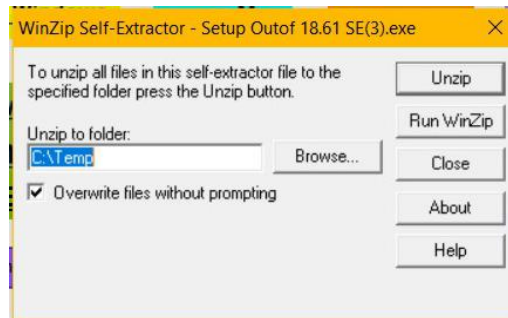 WinZip Self-Extractor - Setup Outof 18.61 SE(3).exe
To unzip all files in this self-extractor file to the
specified folder press the Unzip button.
Unzip to folder:
C:\Temp
Browse...
Overwrite files without prompting
Unzip
Run WinZip
Close
About
Help